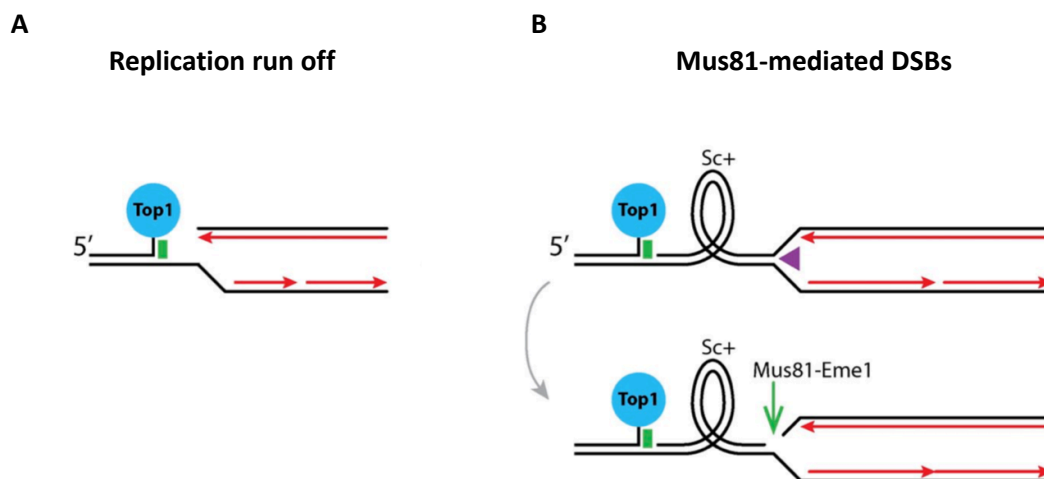 A
Replication run off
Top1
5′
B
Mus81-mediated DSBs
Sc+
Top1
5′
Sc+
Mus81-Eme1
Top1